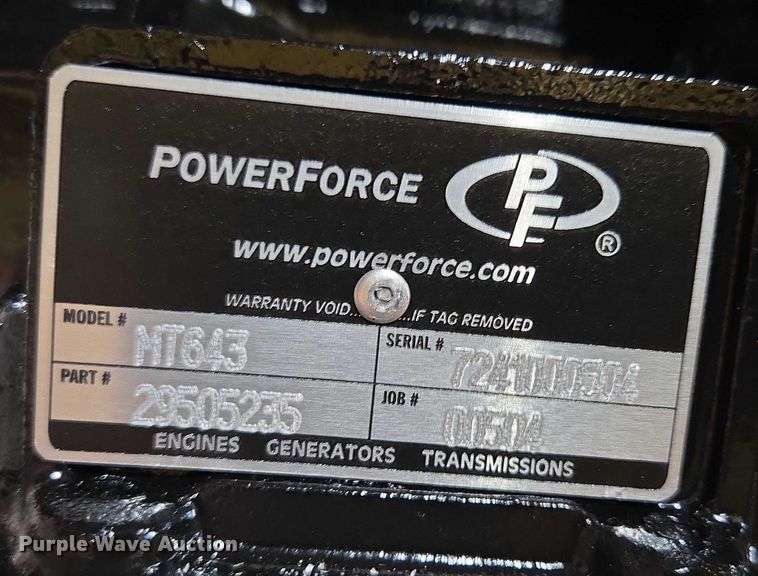 POWERFORCE
PF ®
www.powerforce.com
WARRANTY VOID... ...IF TAG REMOVED
MODEL # MT643
SERIAL # 7241000504
PART # 29505235
JOB # 00504
ENGINES GENERATORS TRANSMISSIONS
Purple Wave Auction